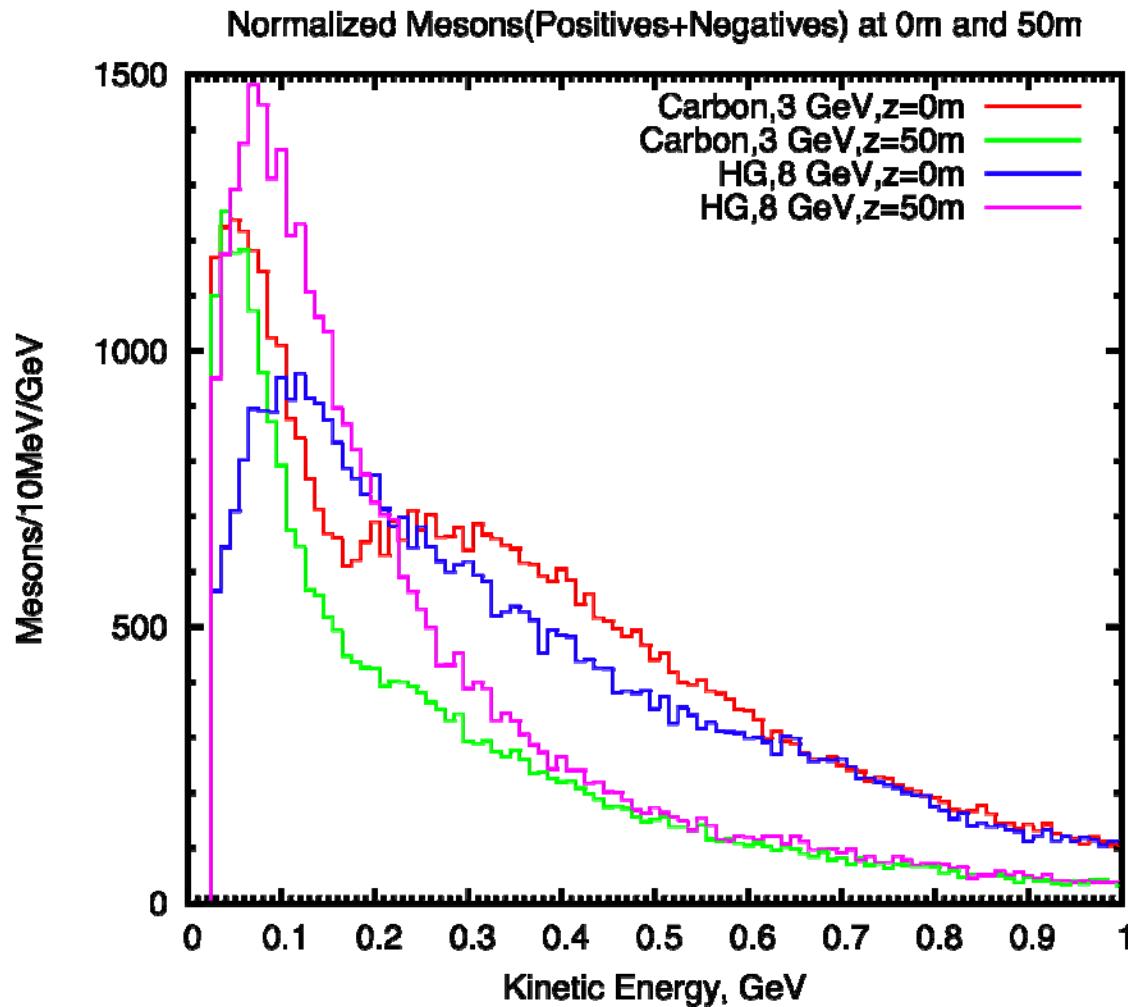 Normalized Mesons(Positives+Negatives) at 0m and 50m
1500
1000
500
0
Mesons/10MeV/GeV
Carbon,3 GeV,z=0m
Carbon,3 GeV,z=50m
HG,8 GeV,z=0m
HG,8 GeV,z=50m
0 0.1 0.2 0.3 0.4 0.5 0.6 0.7 0.8 0.9 1
Kinetic Energy, GeV